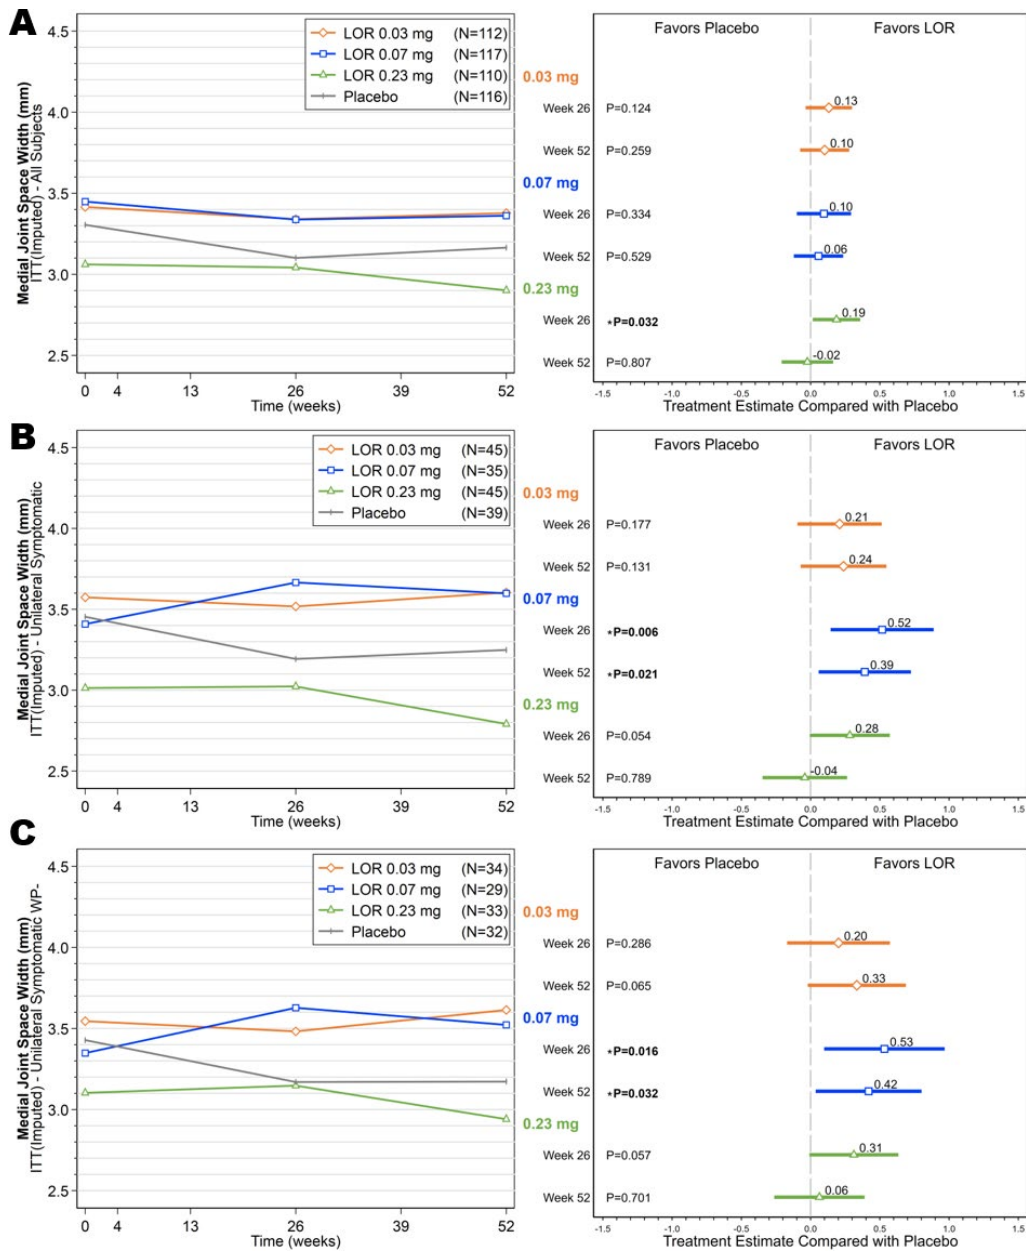 A
Medial Joint Space Width (mm)
ITT(Imputed) - All Subjects
4.5
4.0
3.5
3.0
2.5
LOR 0.03 mg (N=112)
LOR 0.07 mg (N=117)
LOR 0.23 mg (N=110)
Placebo (N=116)
0 4 13 26 39 52
Time (weeks)
Favors Placebo Favors LOR
0.03 mg
Week 26 P=0.124 0.13
Week 52 P=0.259 0.10
0.07 mg
Week 26 P=0.334 0.10
Week 52 P=0.529 0.06
0.23 mg
Week 26 *P=0.032 0.19
Week 52 P=0.807 -0.02
-1.5 -1.0 -0.5 0.0 0.5 1.0 1.5
Treatment Estimate Compared with Placebo
B
Medial Joint Space Width (mm)
ITT(Imputed) - Unilateral Symptomatic
4.5
4.0
3.5
3.0
2.5
LOR 0.03 mg (N=45)
LOR 0.07 mg (N=35)
LOR 0.23 mg (N=45)
Placebo (N=39)
0 4 13 26 39 52
Time (weeks)
Favors Placebo Favors LOR
0.03 mg
Week 26 P=0.177 0.21
Week 52 P=0.131 0.24
0.07 mg
Week 26 *P=0.006 0.52
Week 52 *P=0.021 0.39
0.23 mg
Week 26 P=0.054 0.28
Week 52 P=0.789 -0.04
-1.5 -1.0 -0.5 0.0 0.5 1.0 1.5
Treatment Estimate Compared with Placebo
C
Medial Joint Space Width (mm)
ITT(Imputed) - Unilateral Symptomatic WP-
4.5
4.0
3.5
3.0
2.5
LOR 0.03 mg (N=34)
LOR 0.07 mg (N=29)
LOR 0.23 mg (N=33)
Placebo (N=32)
0 4 13 26 39 52
Time (weeks)
Favors Placebo Favors LOR
0.03 mg
Week 26 P=0.286 0.20
Week 52 P=0.065 0.33
0.07 mg
Week 26 *P=0.016 0.53
Week 52 *P=0.032 0.42
0.23 mg
Week 26 P=0.057 0.31
Week 52 P=0.701 0.06
-1.5 -1.0 -0.5 0.0 0.5 1.0 1.5
Treatment Estimate Compared with Placebo